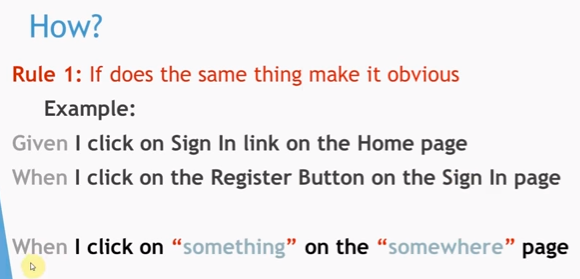 How?
Rule 1: If does the same thing make it obvious
Example:
Given I click on Sign In link on the Home page
When I click on the Register Button on the Sign In page
When I click on “something” on the “somewhere” page